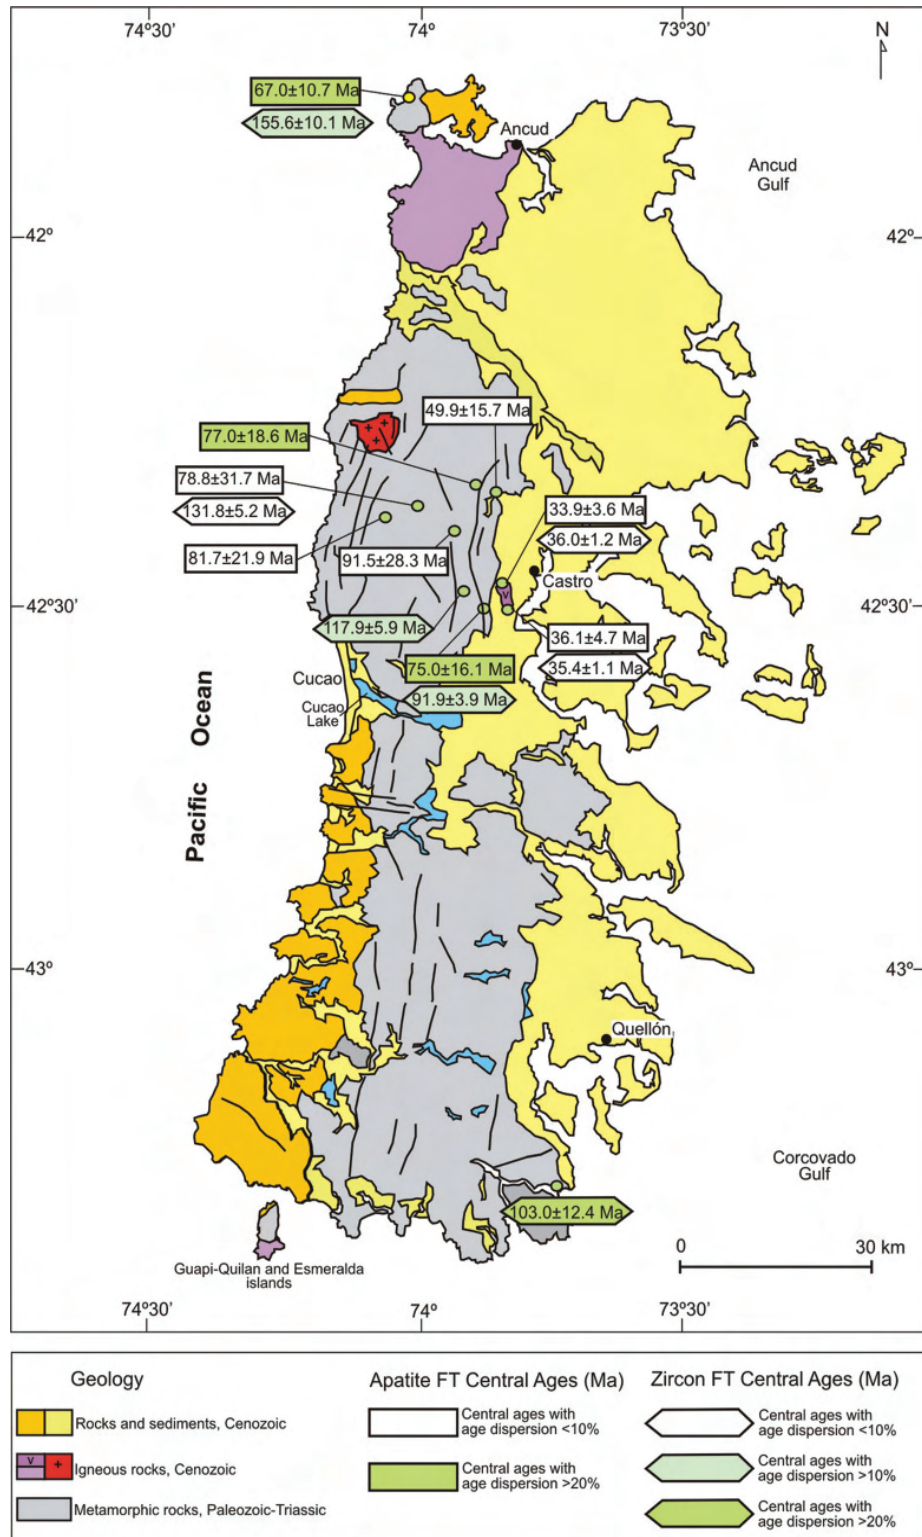 74º30'
74º
73º30'
N
67.0±10.7 Ma
155.6±10.1 Ma
Ancud
Ancud
Gulf
42º
42º
49.9±15.7 Ma
77.0±18.6 Ma
78.8±31.7 Ma
131.8±5.2 Ma
33.9±3.6 Ma
36.0±1.2 Ma
81.7±21.9 Ma
91.5±28.3 Ma
Castro
v
42º30'
42º30'
117.9±5.9 Ma
36.1±4.7 Ma
35.4±1.1 Ma
75.0±16.1 Ma
91.9±3.9 Ma
Cucao
Cucao
Lake
Pacific Ocean
43º
43º
Quellón
Corcovado
Gulf
103.0±12.4 Ma
0 30 km
Guapi-Quilan and Esmeralda
islands
74º30'
74º
73º30'
Geology
Rocks and sediments, Cenozoic
v +
Igneous rocks, Cenozoic
Metamorphic rocks, Paleozoic-Triassic
Apatite FT Central Ages (Ma)
Central ages with
age dispersion <10%
Central ages with
age dispersion >20%
Zircon FT Central Ages (Ma)
Central ages with
age dispersion <10%
Central ages with
age dispersion >10%
Central ages with
age dispersion >20%